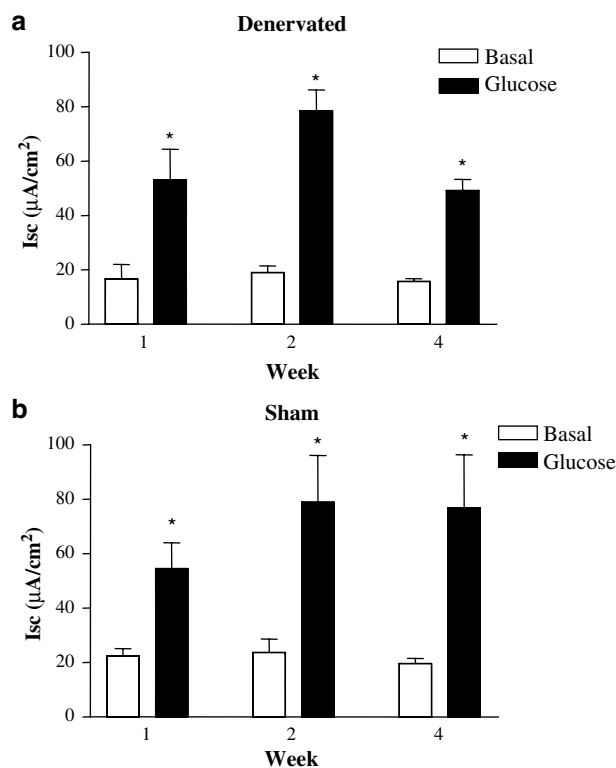 a
Denervated
100
80
60
40
20
0
Isc (µA/cm²)
Basal
Glucose
*
*
*
1 2 4
Week
b
Sham
100
80
60
40
20
0
Isc (µA/cm²)
Basal
Glucose
*
*
*
1 2 4
Week